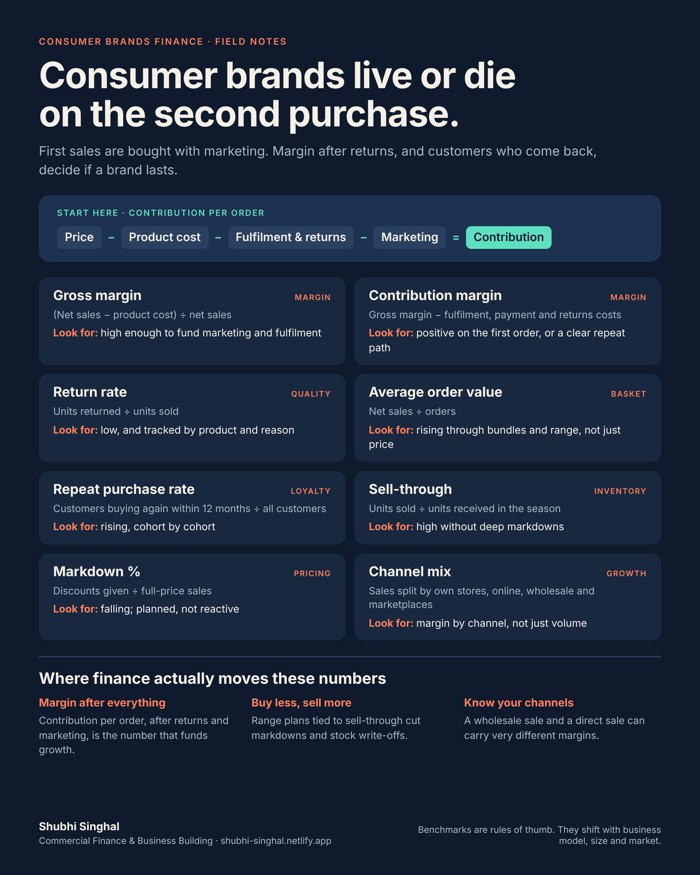 CONSUMER BRANDS FINANCE · FIELD NOTES
Consumer brands live or die
on the second purchase.
First sales are bought with marketing. Margin after returns, and customers who come back,
decide if a brand lasts.
START HERE · CONTRIBUTION PER ORDER
Price − Product cost − Fulfilment & returns − Marketing = Contribution
Gross margin MARGIN
(Net sales − product cost) ÷ net sales
Look for: high enough to fund marketing and fulfilment
Contribution margin MARGIN
Gross margin − fulfilment, payment and returns costs
Look for: positive on the first order, or a clear repeat
path
Return rate QUALITY
Units returned ÷ units sold
Look for: low, and tracked by product and reason
Average order value BASKET
Net sales ÷ orders
Look for: rising through bundles and range, not just
price
Repeat purchase rate LOYALTY
Customers buying again within 12 months ÷ all customers
Look for: rising, cohort by cohort
Sell-through INVENTORY
Units sold ÷ units received in the season
Look for: high without deep markdowns
Markdown % PRICING
Discounts given ÷ full-price sales
Look for: falling; planned, not reactive
Channel mix GROWTH
Sales split by own stores, online, wholesale and
marketplaces
Look for: margin by channel, not just volume
Where finance actually moves these numbers
Margin after everything
Contribution per order, after returns and
marketing, is the number that funds
growth.
Buy less, sell more
Range plans tied to sell-through cut
markdowns and stock write-offs.
Know your channels
A wholesale sale and a direct sale can
carry very different margins.
Shubhi Singhal
Commercial Finance & Business Building · shubhi-singhal.netlify.app
Benchmarks are rules of thumb. They shift with business
model, size and market.